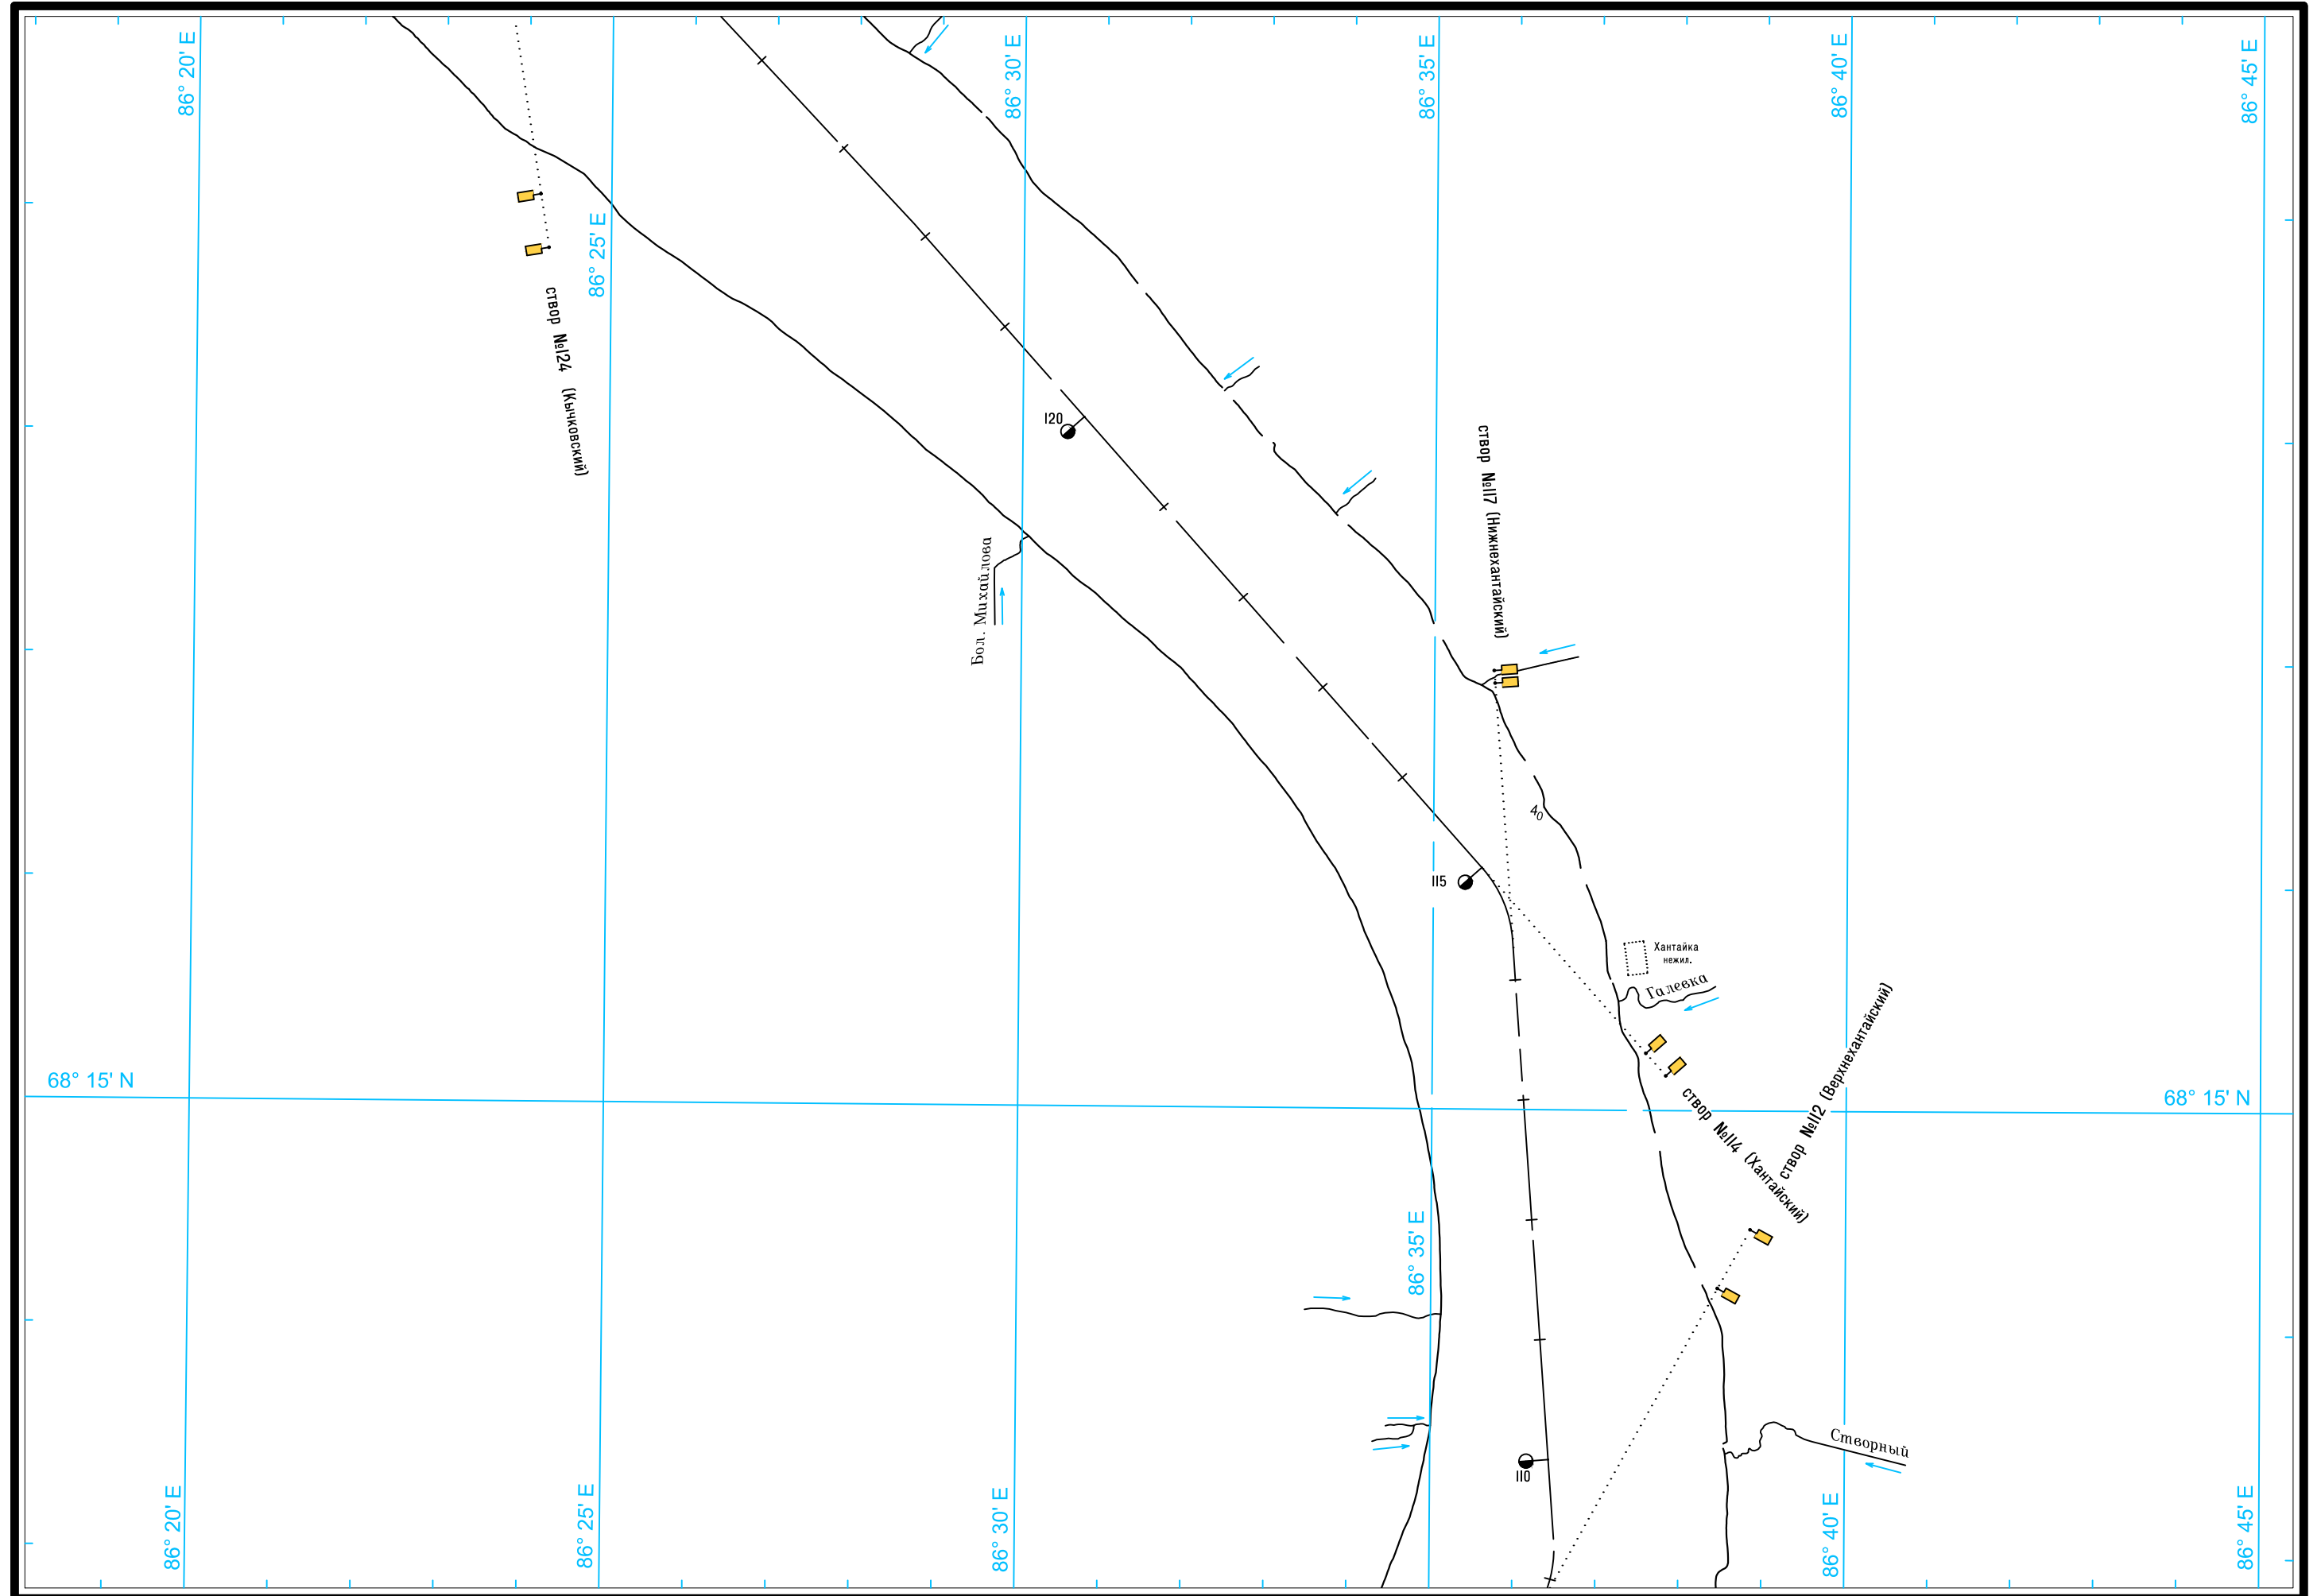 86° 20' E
86° 25' E
86° 30' E
86° 35' E
86° 40' E
86° 45' E
створ №124 (Кычковский)
120
створ №117 (Нижнехантайский)
Бол. Михайлова
40
115
Хантайка
нежил.
Галевка
68° 15' N
68° 15' N
створ №114 (Хантайский)
створ №112 (Верхнехантайский)
86° 35' E
Створный
110
86° 20' E
86° 25' E
86° 30' E
86° 40' E
86° 45' E